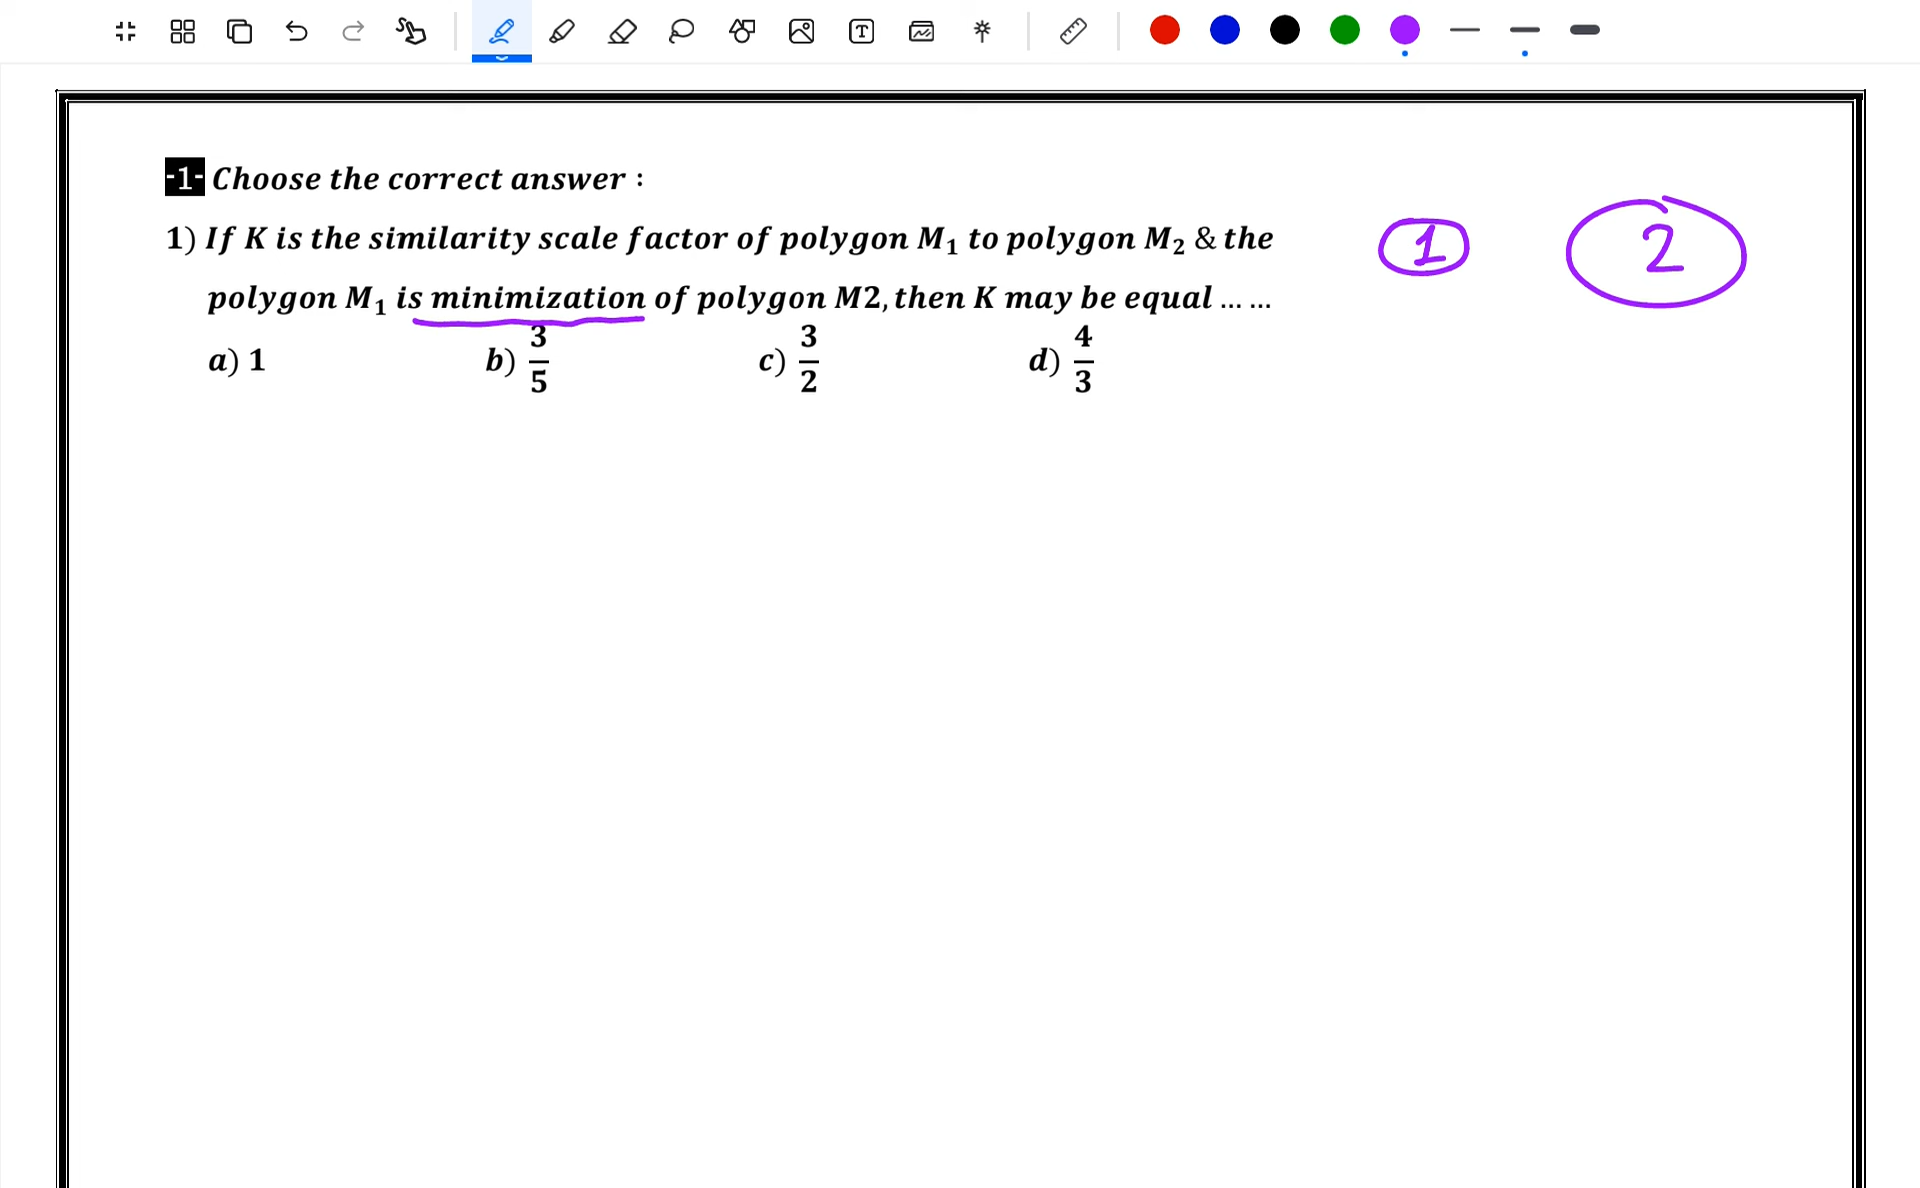 -1- Choose the correct answer :
1) If K is the similarity scale factor of polygon M₁ to polygon M₂ & the 1 2
polygon M₁ is minimization of polygon M2, then K may be equal ... ...
a) 1 b) 3/5 c) 3/2 d) 4/3